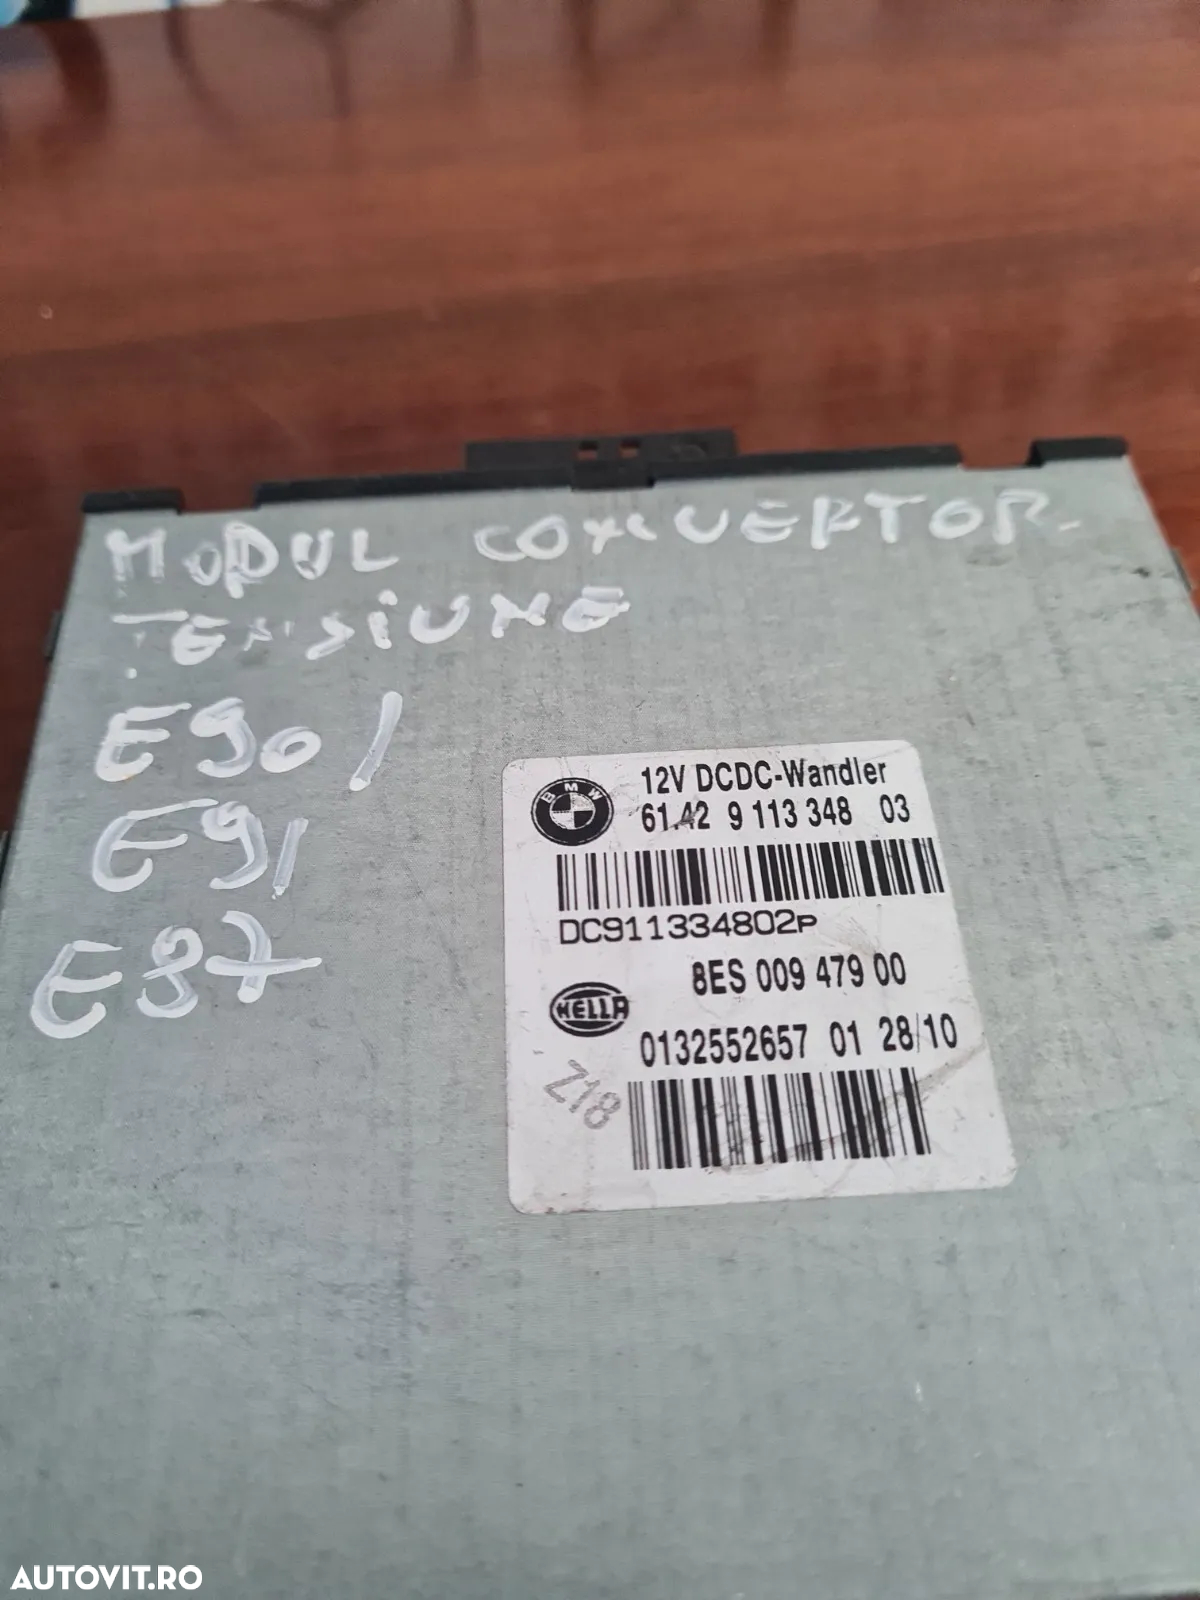 MODUL CONVERTOR
TENSIUNE
E90/
E91
E87
BMW
12V DCDC-Wandler
61.42 9 113 348 03
DC911334802P
8ES 009 479 00
HELLA
0132552657 01 28/10
Z18
AUTOVIT.RO